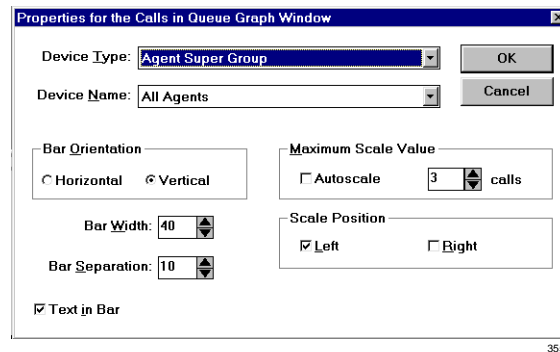 Properties for the Calls in Queue Graph Window
Device Type: Agent Super Group
OK
Device Name: All Agents
Cancel
Bar Orientation
Horizontal Vertical
Maximum Scale Value
Autoscale 3 calls
Bar Width: 40
Bar Separation: 10
Scale Position
Left Right
Text in Bar
35